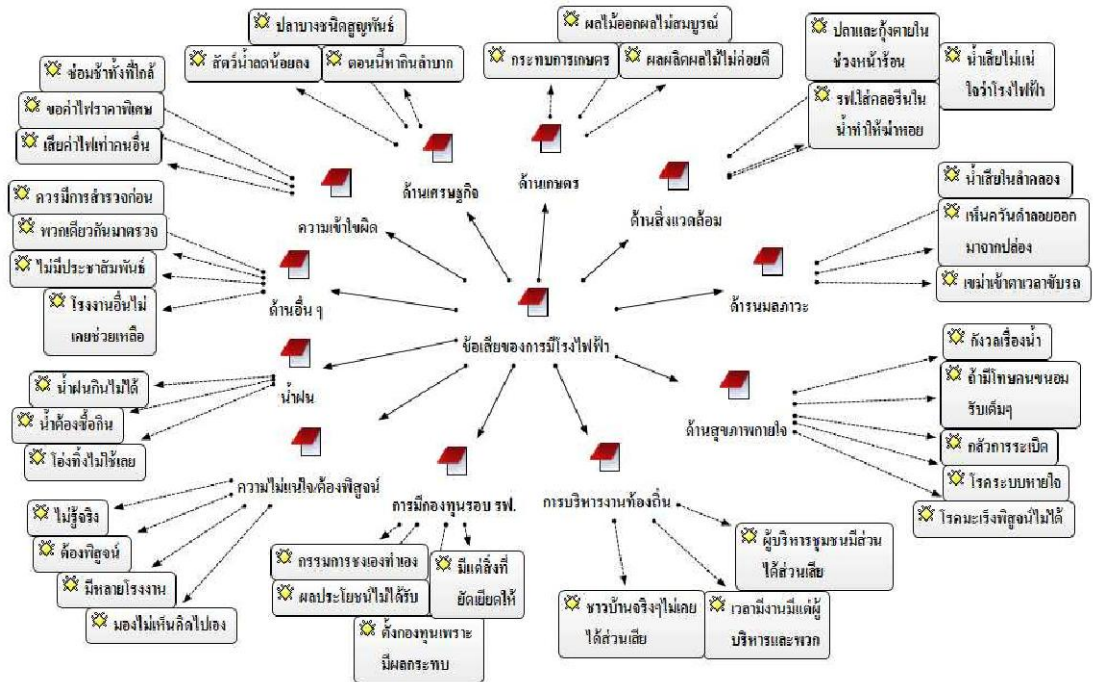 ปลาบางชนิดสูญพันธ์
สัตว์น้ำลดน้อยลง
ตอนนี้หากินลำบาก
ผลไม้ออกผลไม่สมบูรณ์
กระทบการเกษตร
ผลผลิตผลไม้ไม่ค่อยดี
ปลาและกุ้งตายใน
ช่วงหน้าร้อน
น้ำเสียไม่แน่
ใจว่าโรงไฟฟ้า
รฟ.ใส่คลอรีนใน
น้ำทำให้ฆ่าหอย
ซ่อมช้าทั้งที่ใกล้
ขอค่าไฟราคาพิเศษ
เสียค่าไฟเท่าคนอื่น
ความเข้าใจผิด
ด้านเศรษฐกิจ
ด้านเกษตร
ด้านสิ่งแวดล้อม
น้ำเสียในลำคลอง
เห็นควันดำลอยออก
มาจากปล่อง
เขม่าเข้าตาเวลาขับรถ
ด้ารนมลภาวะ
ควรมีการสำรวจก่อน
พวกเดียวกันมาตรวจ
ไม่มีประชาสัมพันธ์
โรงงานอื่นไม่
เคยช่วยเหลือ
ด้านอื่น ๆ
ข้อเสียของการมีโรงไฟฟ้า
กังวลเรื่องน้ำ
ถ้ามีโทษคนขนอม
รับเต็มๆ
กลัวการระเบิด
โรคระบบหายใจ
โรคมะเร็งพิสูจน์ไม่ได้
ด้านสุขภาพกายใจ
น้ำฝนกินไม่ได้
น้ำต้องซื้อกิน
โอ่งทิ้งไม่ใช้เลย
น้ำฝน
ความไม่แน่ใจ/ต้องพิสูจน์
ไม่รู้จริง
ต้องพิสูจน์
มีหลายโรงงาน
มองไม่เห็นคิดไปเอง
การมีกองทุนรอบ รฟ.
กรรมการชงเองทำเอง
ผลประโยชน์ไม่ได้รับ
มีแต่สิ่งที่
ยัดเยียดให้
ตั้งกองทุนเพราะ
มีผลกระทบ
การบริหารงานท้องถิ่น
ผู้บริหารชุมชนมีส่วน
ได้ส่วนเสีย
ชาวบ้านจริงๆไม่เคย
ได้ส่วนเสีย
เวลามีงานมีแต่ผู้
บริหารและพวก